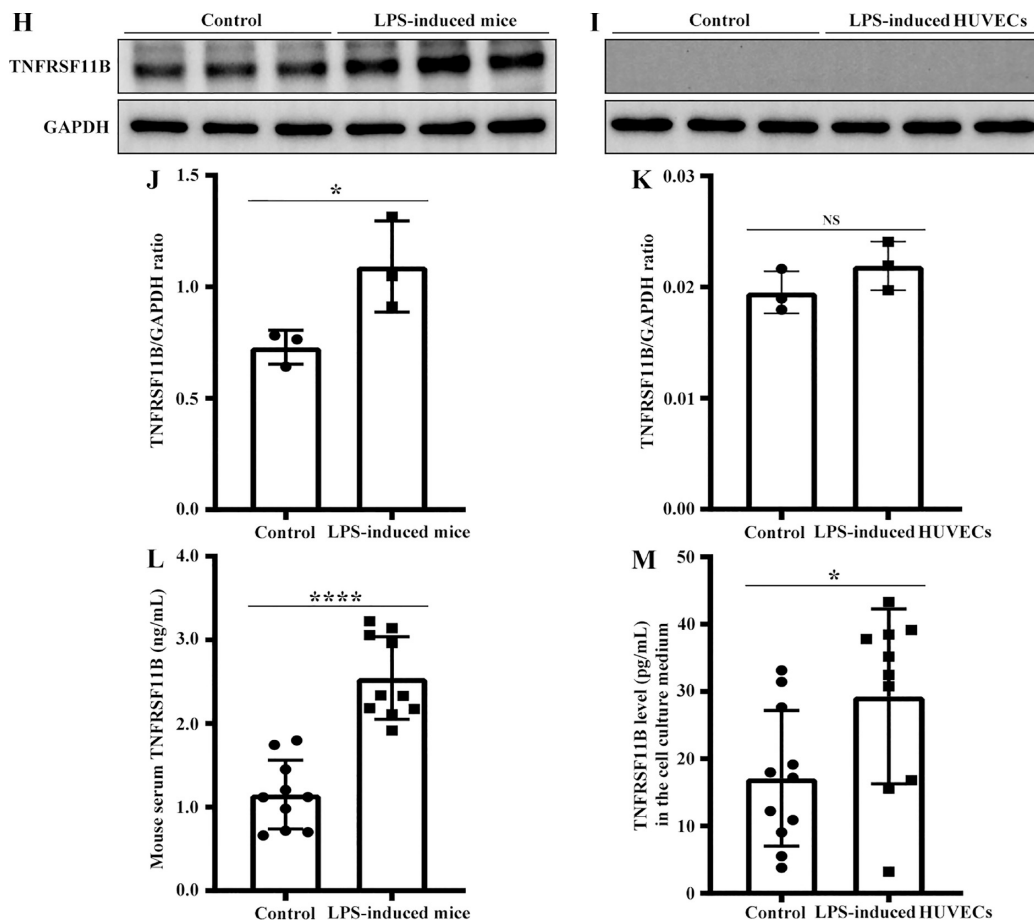 H Control LPS-induced mice
TNFRSF11B
GAPDH
I Control LPS-induced HUVECs
J
TNFRSF11B/GAPDH ratio
1.5
1.0
0.5
0.0
*
Control LPS-induced mice
K
TNFRSF11B/GAPDH ratio
0.03
0.02
0.01
0.00
NS
Control LPS-induced HUVECs
L
Mouse serum TNFRSF11B (ng/mL)
4.0
3.0
2.0
1.0
0.0
****
Control LPS-induced mice
M
TNFRSF11B level (pg/mL)
in the cell culture medium
50
40
30
20
10
0
*
Control LPS-induced HUVECs